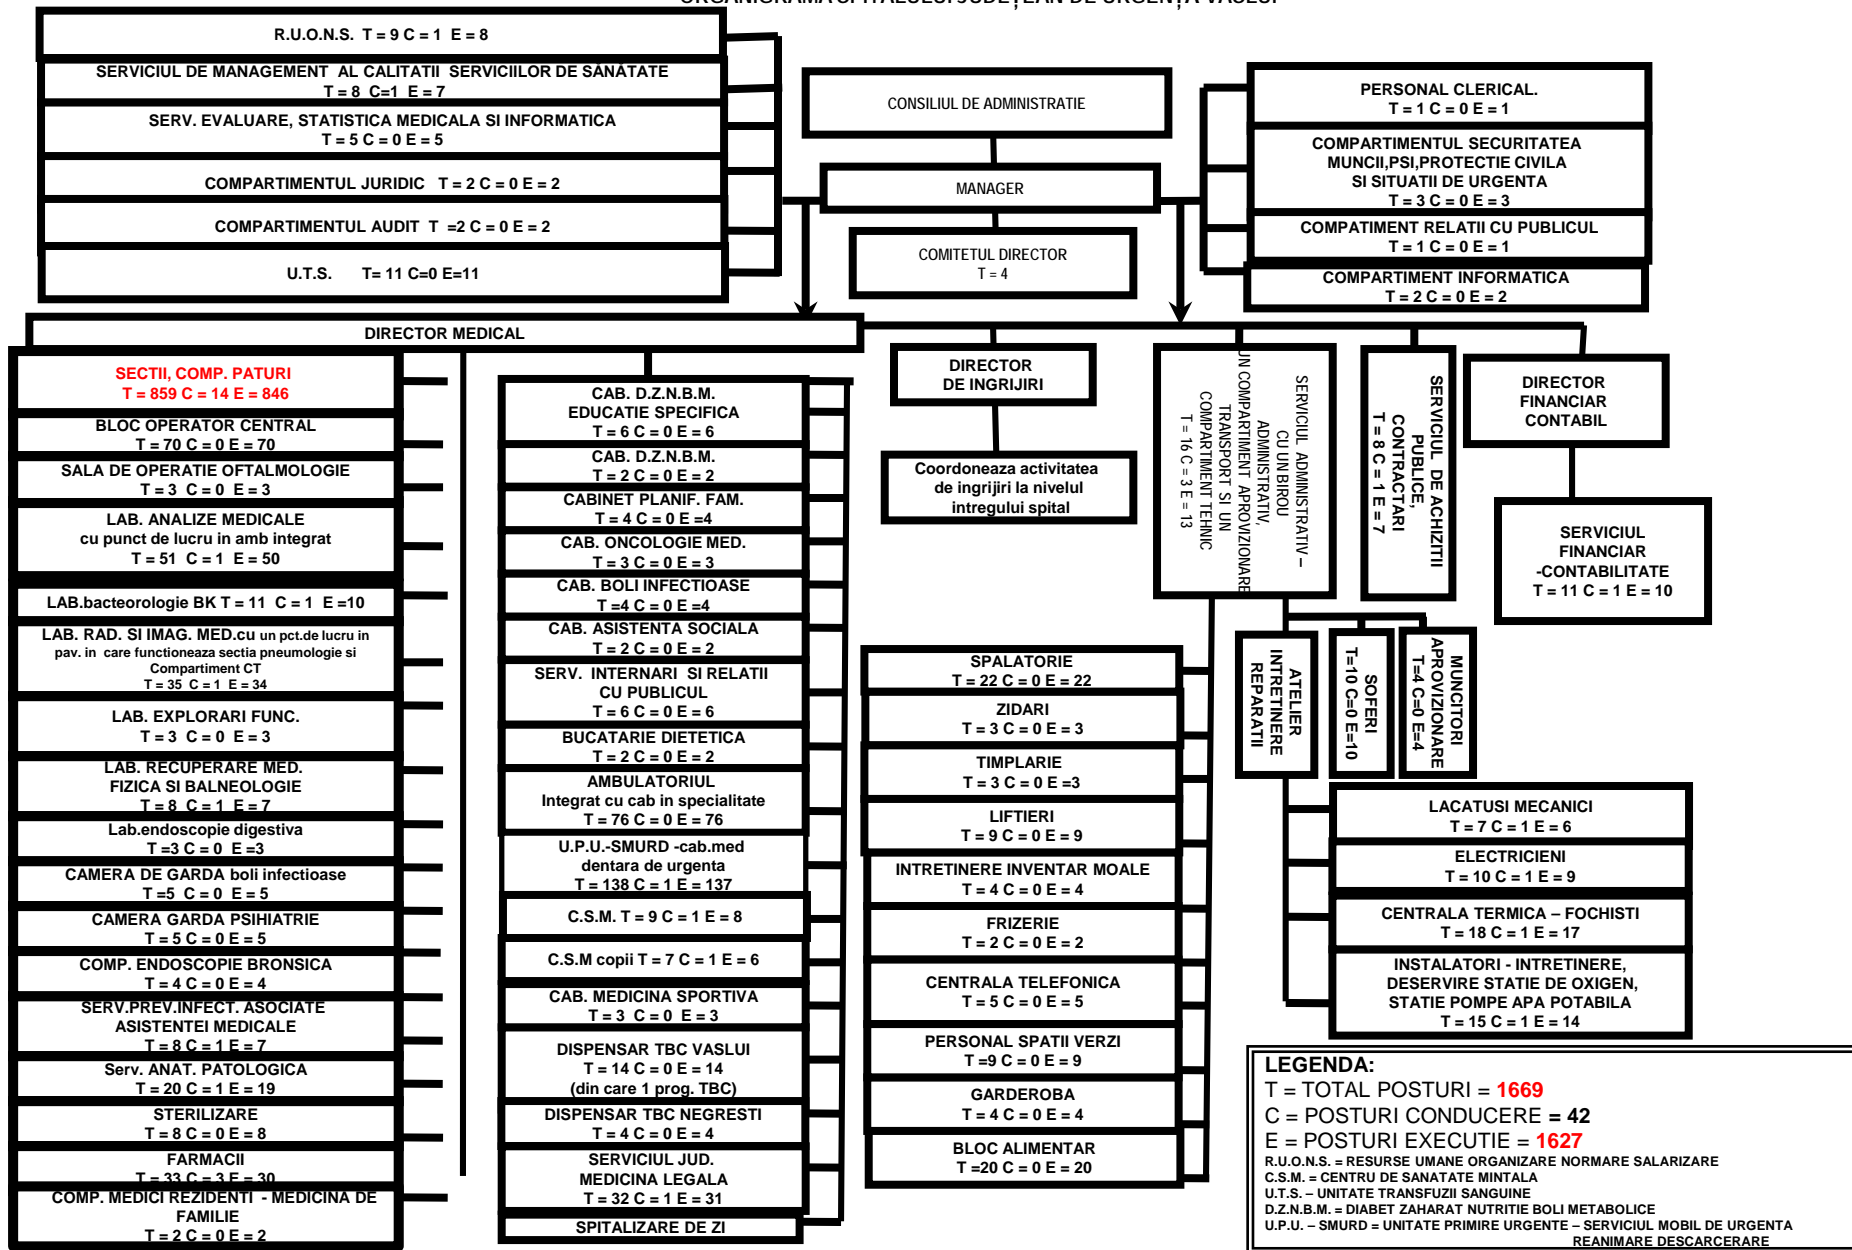 ORGANIGRAMA SPITALULUI JUDEȚEAN DE URGENȚĂ VASLUI
R.U.O.N.S. T = 9 C = 1 E = 8
SERVICIUL DE MANAGEMENT AL CALITATII SERVICIILOR DE SĂNĂTATE
T = 8 C=1 E = 7
SERV. EVALUARE, STATISTICA MEDICALA SI INFORMATICA
T = 5 C = 0 E = 5
COMPARTIMENTUL JURIDIC T = 2 C = 0 E = 2
COMPARTIMENTUL AUDIT T =2 C = 0 E = 2
U.T.S. T= 11 C=0 E=11
CONSILIUL DE ADMINISTRATIE
MANAGER
COMITETUL DIRECTOR
T = 4
PERSONAL CLERICAL.
T = 1 C = 0 E = 1
COMPARTIMENTUL SECURITATEA
MUNCII,PSI,PROTECTIE CIVILA
SI SITUATII DE URGENTA
T = 3 C = 0 E = 3
COMPATIMENT RELATII CU PUBLICUL
T = 1 C = 0 E = 1
COMPARTIMENT INFORMATICA
T = 2 C = 0 E = 2
DIRECTOR MEDICAL
SECTII, COMP. PATURI
T = 859 C = 14 E = 846
BLOC OPERATOR CENTRAL
T = 70 C = 0 E = 70
SALA DE OPERATIE OFTALMOLOGIE
T = 3 C = 0 E = 3
LAB. ANALIZE MEDICALE
cu punct de lucru in amb integrat
T = 51 C = 1 E = 50
LAB.bacteorologie BK T = 11 C = 1 E =10
LAB. RAD. SI IMAG. MED.cu un pct.de lucru in
pav. in care functioneaza sectia pneumologie si
Compartiment CT
T = 35 C = 1 E = 34
LAB. EXPLORARI FUNC.
T = 3 C = 0 E = 3
LAB. RECUPERARE MED.
FIZICA SI BALNEOLOGIE
T = 8 C = 1 E = 7
Lab.endoscopie digestiva
T =3 C = 0 E =3
CAMERA DE GARDA boli infectioase
T =5 C = 0 E = 5
CAMERA GARDA PSIHIATRIE
T = 5 C = 0 E = 5
COMP. ENDOSCOPIE BRONSICA
T = 4 C = 0 E = 4
SERV.PREV.INFECT. ASOCIATE
ASISTENTEI MEDICALE
T = 8 C = 1 E = 7
Serv. ANAT. PATOLOGICA
T = 20 C = 1 E = 19
STERILIZARE
T = 8 C = 0 E = 8
FARMACII
T = 33 C = 3 E = 30
COMP. MEDICI REZIDENTI - MEDICINA DE
FAMILIE
T = 2 C = 0 E = 2
CAB. D.Z.N.B.M.
EDUCATIE SPECIFICA
T = 6 C = 0 E = 6
CAB. D.Z.N.B.M.
T = 2 C = 0 E = 2
CABINET PLANIF. FAM.
T = 4 C = 0 E =4
CAB. ONCOLOGIE MED.
T = 3 C = 0 E = 3
CAB. BOLI INFECTIOASE
T =4 C = 0 E =4
CAB. ASISTENTA SOCIALA
T = 2 C = 0 E = 2
SERV. INTERNARI SI RELATII
CU PUBLICUL
T = 6 C = 0 E = 6
BUCATARIE DIETETICA
T = 2 C = 0 E = 2
AMBULATORIUL
Integrat cu cab in specialitate
T = 76 C = 0 E = 76
U.P.U.-SMURD -cab.med
dentara de urgenta
T = 138 C = 1 E = 137
C.S.M. T = 9 C = 1 E = 8
C.S.M copii T = 7 C = 1 E = 6
CAB. MEDICINA SPORTIVA
T = 3 C = 0 E = 3
DISPENSAR TBC VASLUI
T = 14 C = 0 E = 14
(din care 1 prog. TBC)
DISPENSAR TBC NEGRESTI
T = 4 C = 0 E = 4
SERVICIUL JUD.
MEDICINA LEGALA
T = 32 C = 1 E = 31
SPITALIZARE DE ZI
DIRECTOR
DE INGRIJIRI
Coordoneaza activitatea
de ingrijiri la nivelul
intregului spital
SERVICIUL ADMINISTRATIV –
CU UN BIROU
ADMINISTRATIV,
UN COMPARTIMENT APROVIZIONARE
TRANSPORT SI UN
COMPARTIMENT TEHNIC
T = 16 C = 3 E = 13
SERVICIUL DE ACHIZITII
PUBLICE,
CONTRACTARI
T = 8 C = 1 E = 7
DIRECTOR
FINANCIAR
CONTABIL
SERVICIUL
FINANCIAR
-CONTABILITATE
T = 11 C = 1 E = 10
SPALATORIE
T = 22 C = 0 E = 22
ZIDARI
T = 3 C = 0 E = 3
TIMPLARIE
T = 3 C = 0 E =3
LIFTIERI
T = 9 C = 0 E = 9
INTRETINERE INVENTAR MOALE
T = 4 C = 0 E = 4
FRIZERIE
T = 2 C = 0 E = 2
CENTRALA TELEFONICA
T = 5 C = 0 E = 5
PERSONAL SPATII VERZI
T =9 C = 0 E = 9
GARDEROBA
T = 4 C = 0 E = 4
BLOC ALIMENTAR
T =20 C = 0 E = 20
ATELIER
INTRETINERE
REPARATII
SOFERI
T=10 C=0 E=10
MUNCITORI
APROVIZIONARE
T=4 C=0 E=4
LACATUSI MECANICI
T = 7 C = 1 E = 6
ELECTRICIENI
T = 10 C = 1 E = 9
CENTRALA TERMICA – FOCHISTI
T = 18 C = 1 E = 17
INSTALATORI - INTRETINERE,
DESERVIRE STATIE DE OXIGEN,
STATIE POMPE APA POTABILA
T = 15 C = 1 E = 14
LEGENDA:
T = TOTAL POSTURI = 1669
C = POSTURI CONDUCERE = 42
E = POSTURI EXECUTIE = 1627
R.U.O.N.S. = RESURSE UMANE ORGANIZARE NORMARE SALARIZARE
C.S.M. = CENTRU DE SANATATE MINTALA
U.T.S. – UNITATE TRANSFUZII SANGUINE
D.Z.N.B.M. = DIABET ZAHARAT NUTRITIE BOLI METABOLICE
U.P.U. – SMURD = UNITATE PRIMIRE URGENTE – SERVICIUL MOBIL DE URGENTA
REANIMARE DESCARCERARE